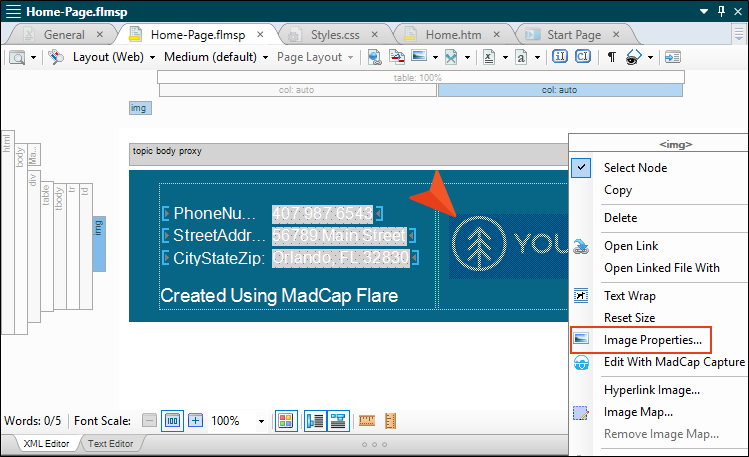 Home-Page.flmsp
General
Home-Page.flmsp
Styles.css
Home.htm
Start Page
Layout (Web)
Medium (default)
Page Layout
table: 100%
col: auto
col: auto
img
html
body
Ma...
div
table
tbody
tr
td
img
topic body proxy
PhoneNu... 407 987 6543
StreetAddr... 56789 Main Street
CityStateZip: Orlando, FL 32830
Created Using MadCap Flare
YOU
<img>
Select Node
Copy
Delete
Open Link
Open Linked File With
Text Wrap
Reset Size
Image Properties...
Edit With MadCap Capture
Hyperlink Image...
Image Map...
Remove Image Map...
Words: 0/5 Font Scale: 100 100%
XML Editor
Text Editor